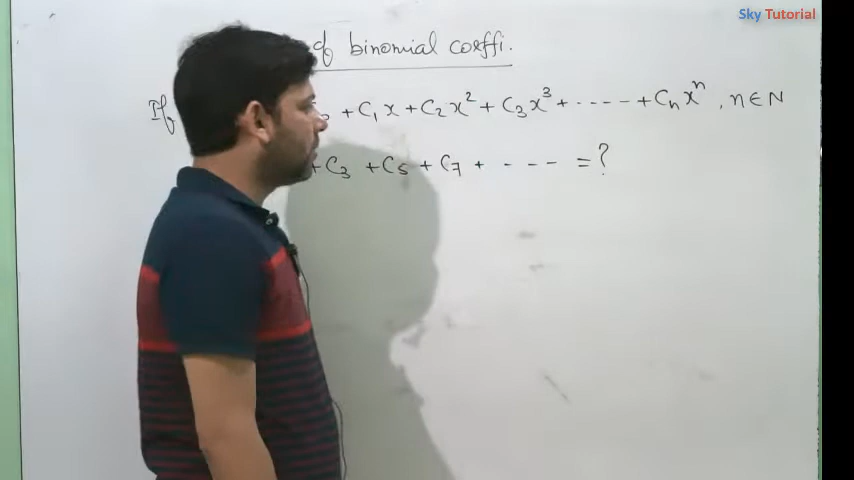 Sky Tutorial
of binomial coeffi.
If + C₁x + C₂x² + C₃x³ + ----- + Cₙxⁿ, n∈N
+ C₃ + C₅ + C₇ + - - -- = ?